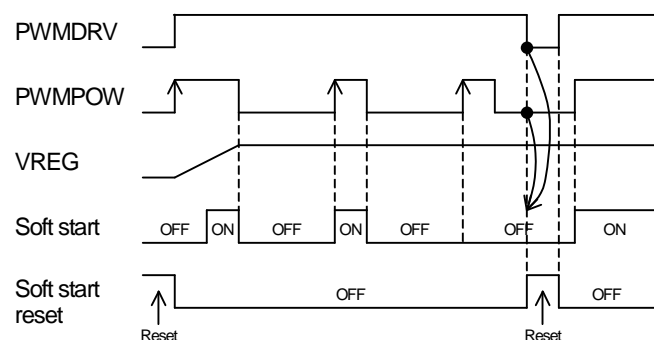 PWMDRV
PWMPOW
VREG
Soft start
OFF ON OFF ON OFF OFF ON
Soft start
reset
OFF OFF
Reset Reset